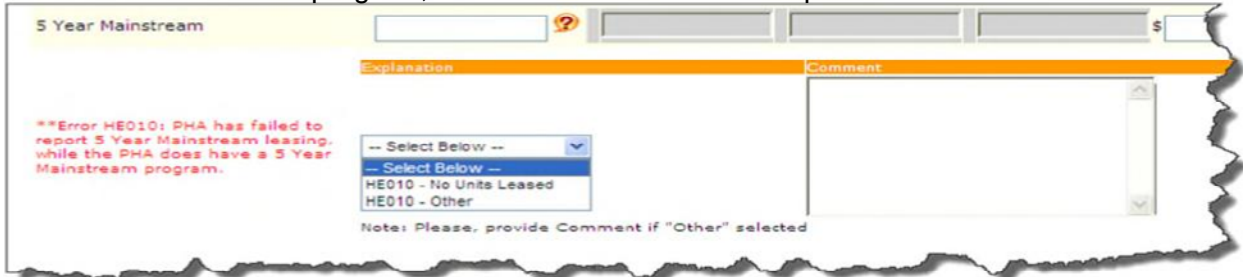 5 Year Mainstream
?
$
Explanation
Comment
**Error HE010: PHA has failed to
report 5 Year Mainstream leasing,
while the PHA does have a 5 Year
Mainstream program.
-- Select Below --
-- Select Below --
HE010 - No Units Leased
HE010 - Other
Note: Please, provide Comment if "Other" selected